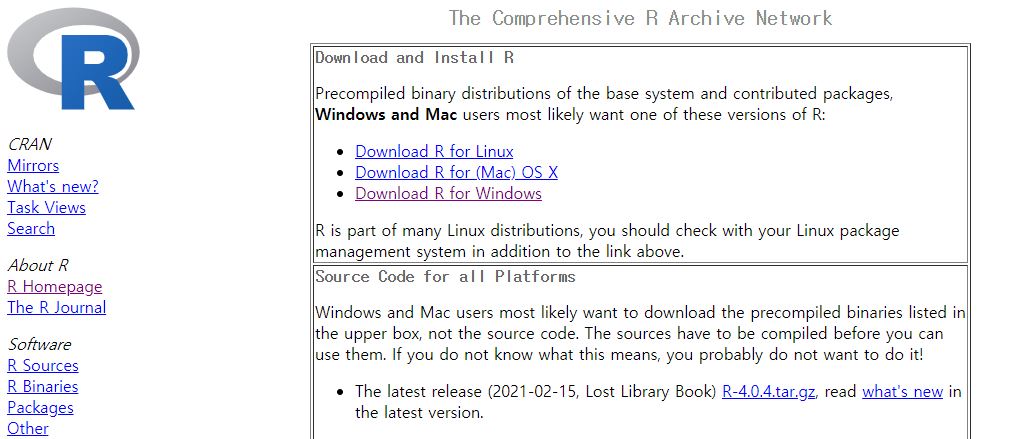 The Comprehensive R Archive Network
R
CRAN
Mirrors
What's new?
Task Views
Search
About R
R Homepage
The R Journal
Software
R Sources
R Binaries
Packages
Other
Download and Install R
Precompiled binary distributions of the base system and contributed packages,
Windows and Mac users most likely want one of these versions of R:
Download R for Linux
Download R for (Mac) OS X
Download R for Windows
R is part of many Linux distributions, you should check with your Linux package
management system in addition to the link above.
Source Code for all Platforms
Windows and Mac users most likely want to download the precompiled binaries listed in
the upper box, not the source code. The sources have to be compiled before you can
use them. If you do not know what this means, you probably do not want to do it!
The latest release (2021-02-15, Lost Library Book) R-4.0.4.tar.gz, read what's new in
the latest version.